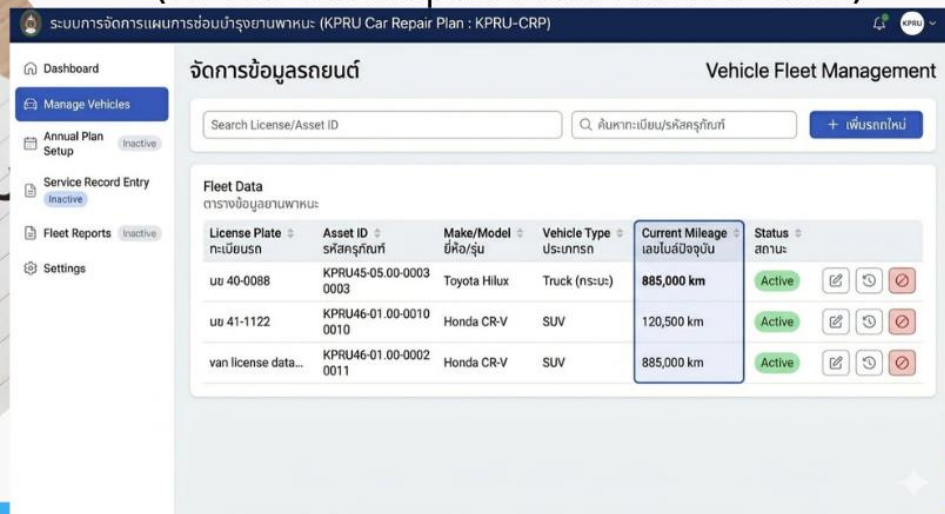 ระบบการจัดการแผนการซ่อมบำรุงยานพาหนะ (KPRU Car Repair Plan : KPRU-CRP)
KPRU
Dashboard
Manage Vehicles
Annual Plan
Setup
Inactive
Service Record Entry
Inactive
Fleet Reports Inactive
Settings
จัดการข้อมูลรถยนต์
Vehicle Fleet Management
Search License/Asset ID
ค้นหาทะเบียน/รหัสครุภัณฑ์
+ เพิ่มรถใหม่
Fleet Data
ตารางข้อมูลยานพาหนะ
License Plate Asset ID Make/Model Vehicle Type Current Mileage Status
ทะเบียนรถ รหัสครุภัณฑ์ ยี่ห้อ/รุ่น ประเภทรถ เลขไมล์ปัจจุบัน สถานะ
นข 40-0088 KPRU45-05.00-0003 0003 Toyota Hilux Truck (กระบะ) 885,000 km Active
นข 41-1122 KPRU46-01.00-0010 0010 Honda CR-V SUV 120,500 km Active
van license data... KPRU46-01.00-0002 0011 Honda CR-V SUV 885,000 km Active